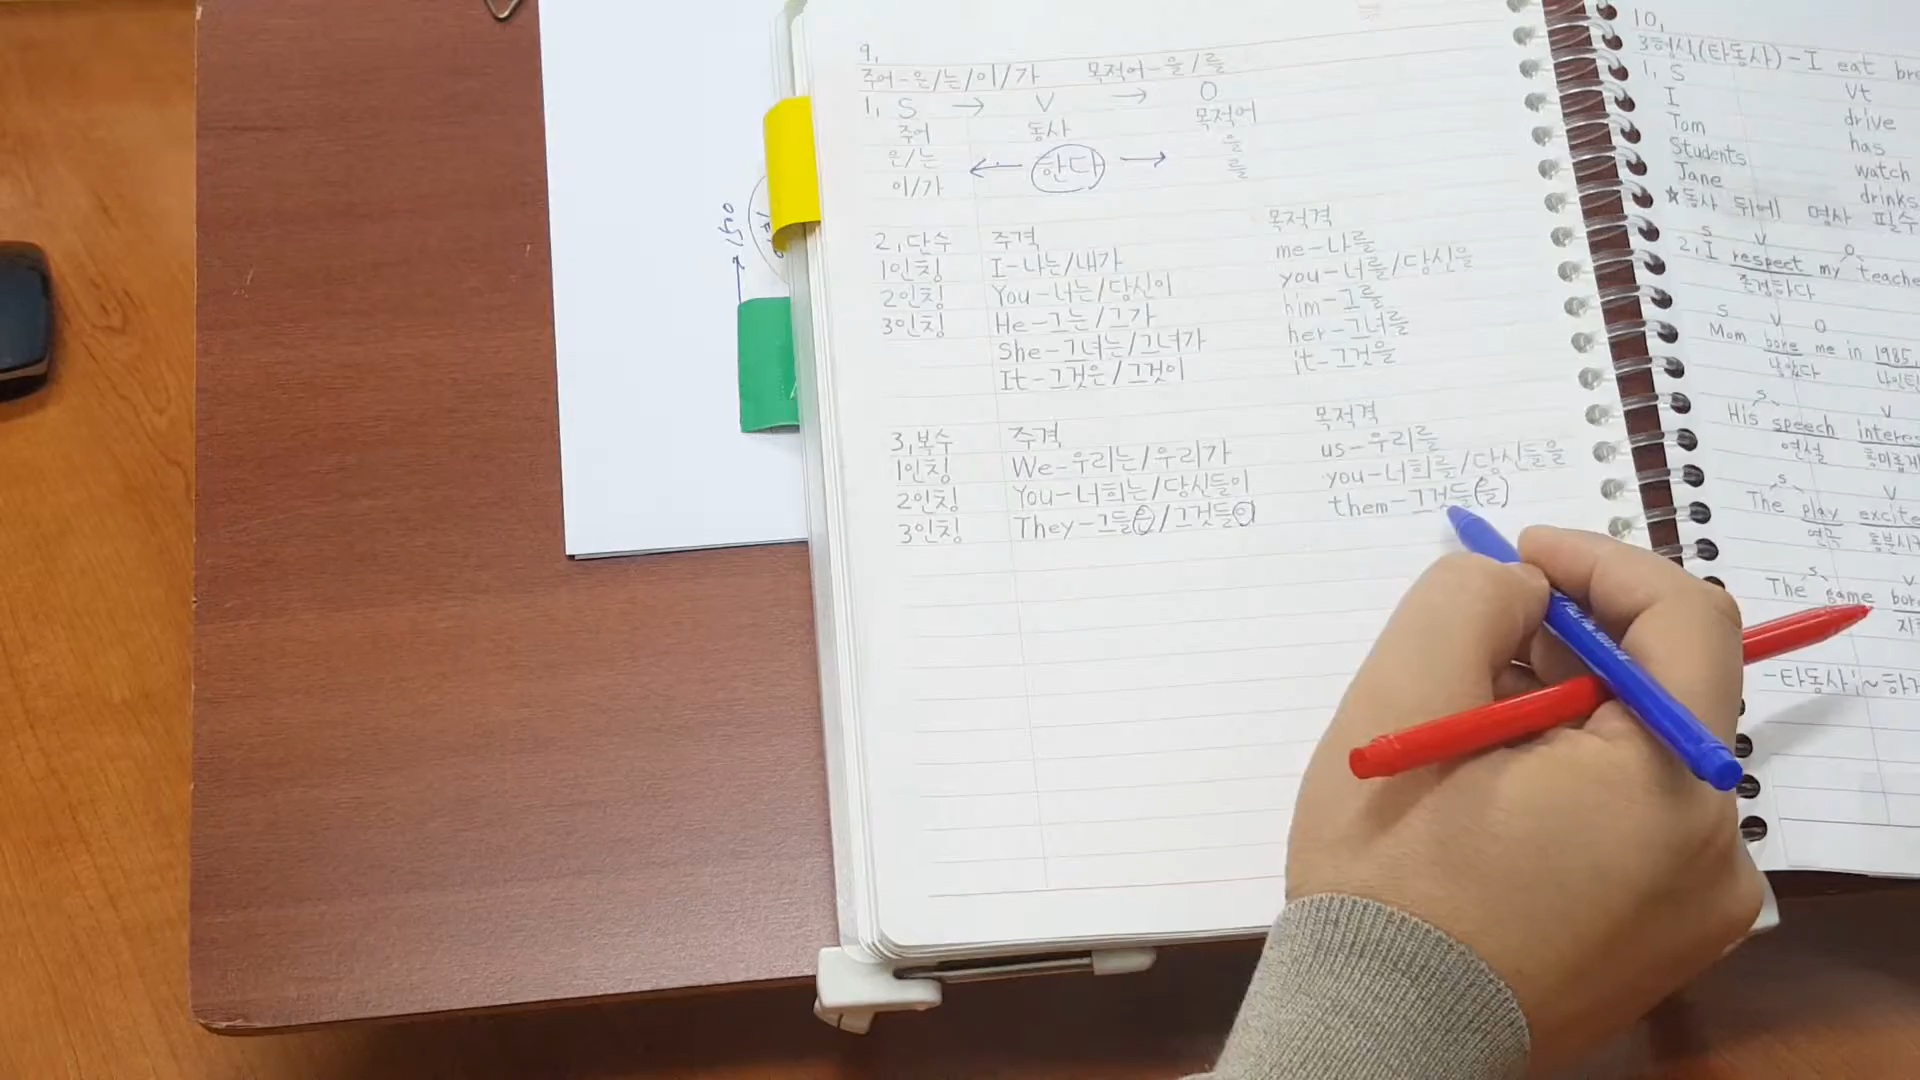 9,
주어-은/는/이/가 목적어-을/를
1, S → V → O
주어 동사 목적어
은/는 ← 한다 → 을
이/가 를
목적격
2, 단수 주격 me-나를
1인칭 I-나는/내가 you-너를/당신을
2인칭 You-너는/당신이 him-그를
3인칭 He-그는/그가 her-그녀를
She-그녀는/그녀가 it-그것을
It-그것은/그것이
목적격
3, 복수 주격 us-우리를
1인칭 We-우리는/우리가 you-너희를/당신들을
2인칭 You-너희는/당신들이 them-그것들(을)
3인칭 They-그들은/그것들이
10,
3형식(타동사)-I eat
1, S Vt
I drive
Tom has
Students watch
Jane drinks
★동사 뒤에 명사 필수
S V O
2, I respect my
존경하다
S V O
Mom bore me in 1985,
낳았다
S V
His speech
연설
S V
The play
연극
S V
The game
-타동사;~